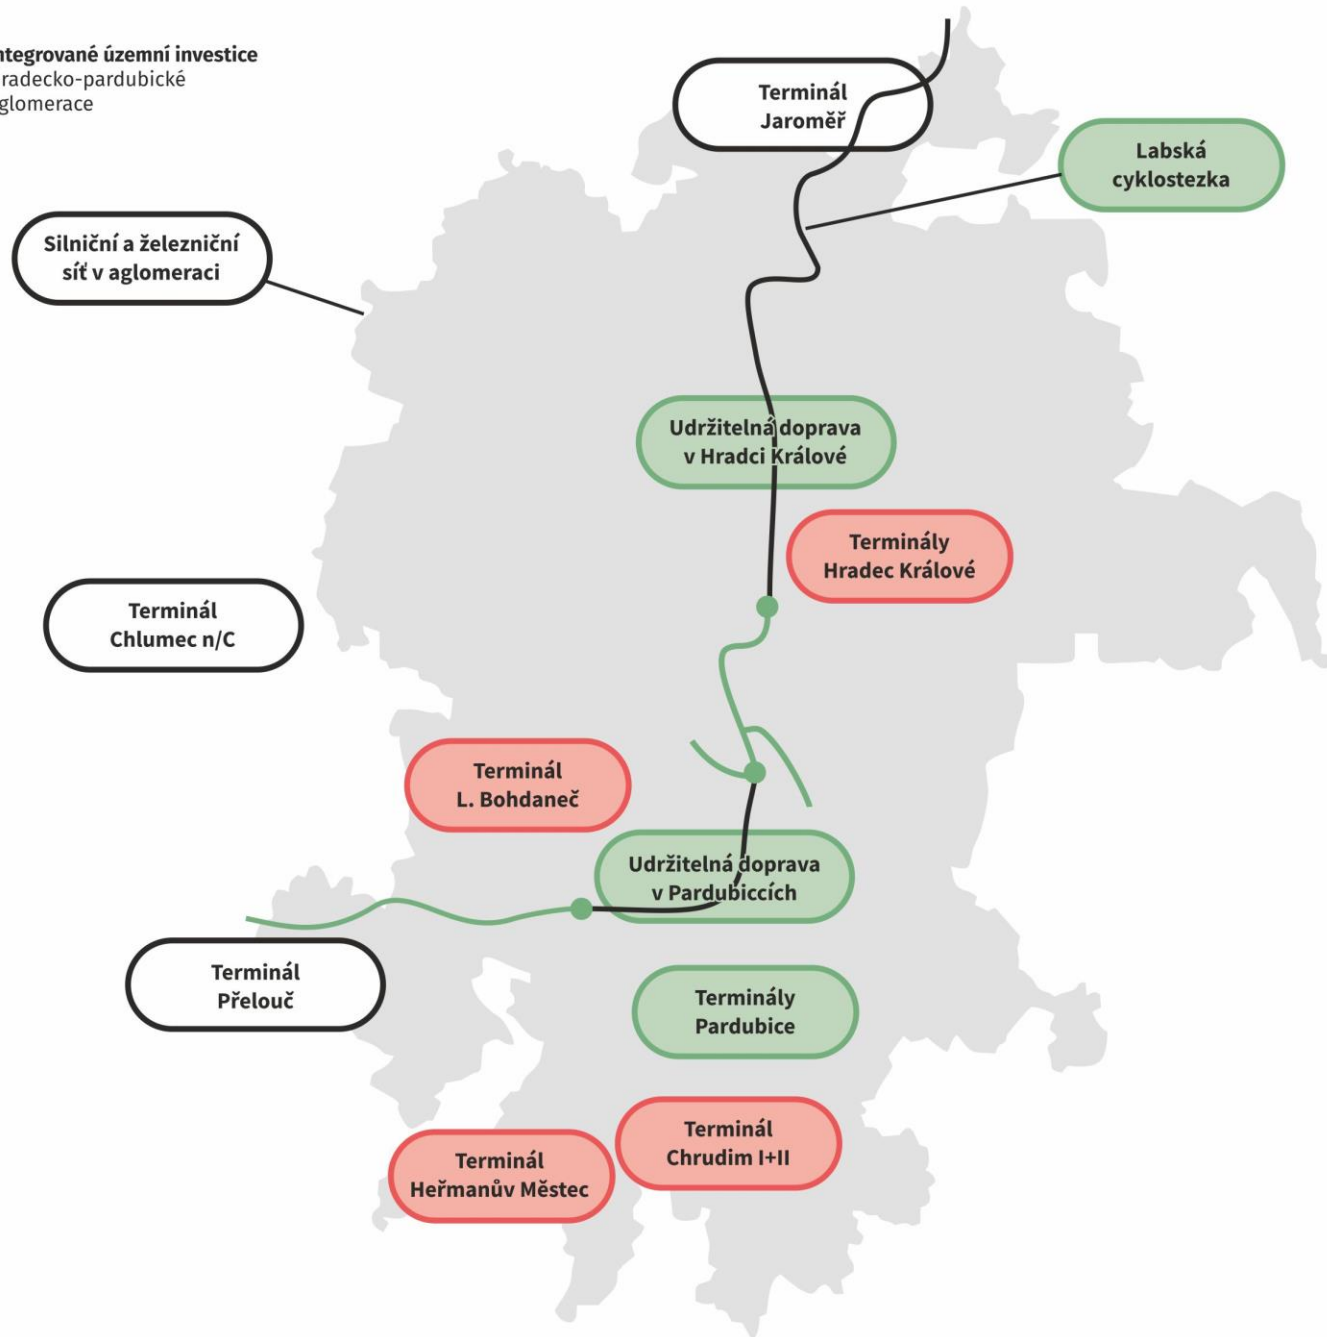 ntegrované územní investice
radecko-pardubické
glomerace
Terminál
Jaroměř
Labská
cyklostezka
Silniční a železniční
síť v aglomeraci
Udržitelná doprava
v Hradci Králové
Terminály
Hradec Králové
Terminál
Chlumec n/C
Terminál
L. Bohdaneč
Udržitelná doprava
v Pardubiccích
Terminál
Přelouč
Terminály
Pardubice
Terminál
Chrudim I+II
Terminál
Heřmanův Městec